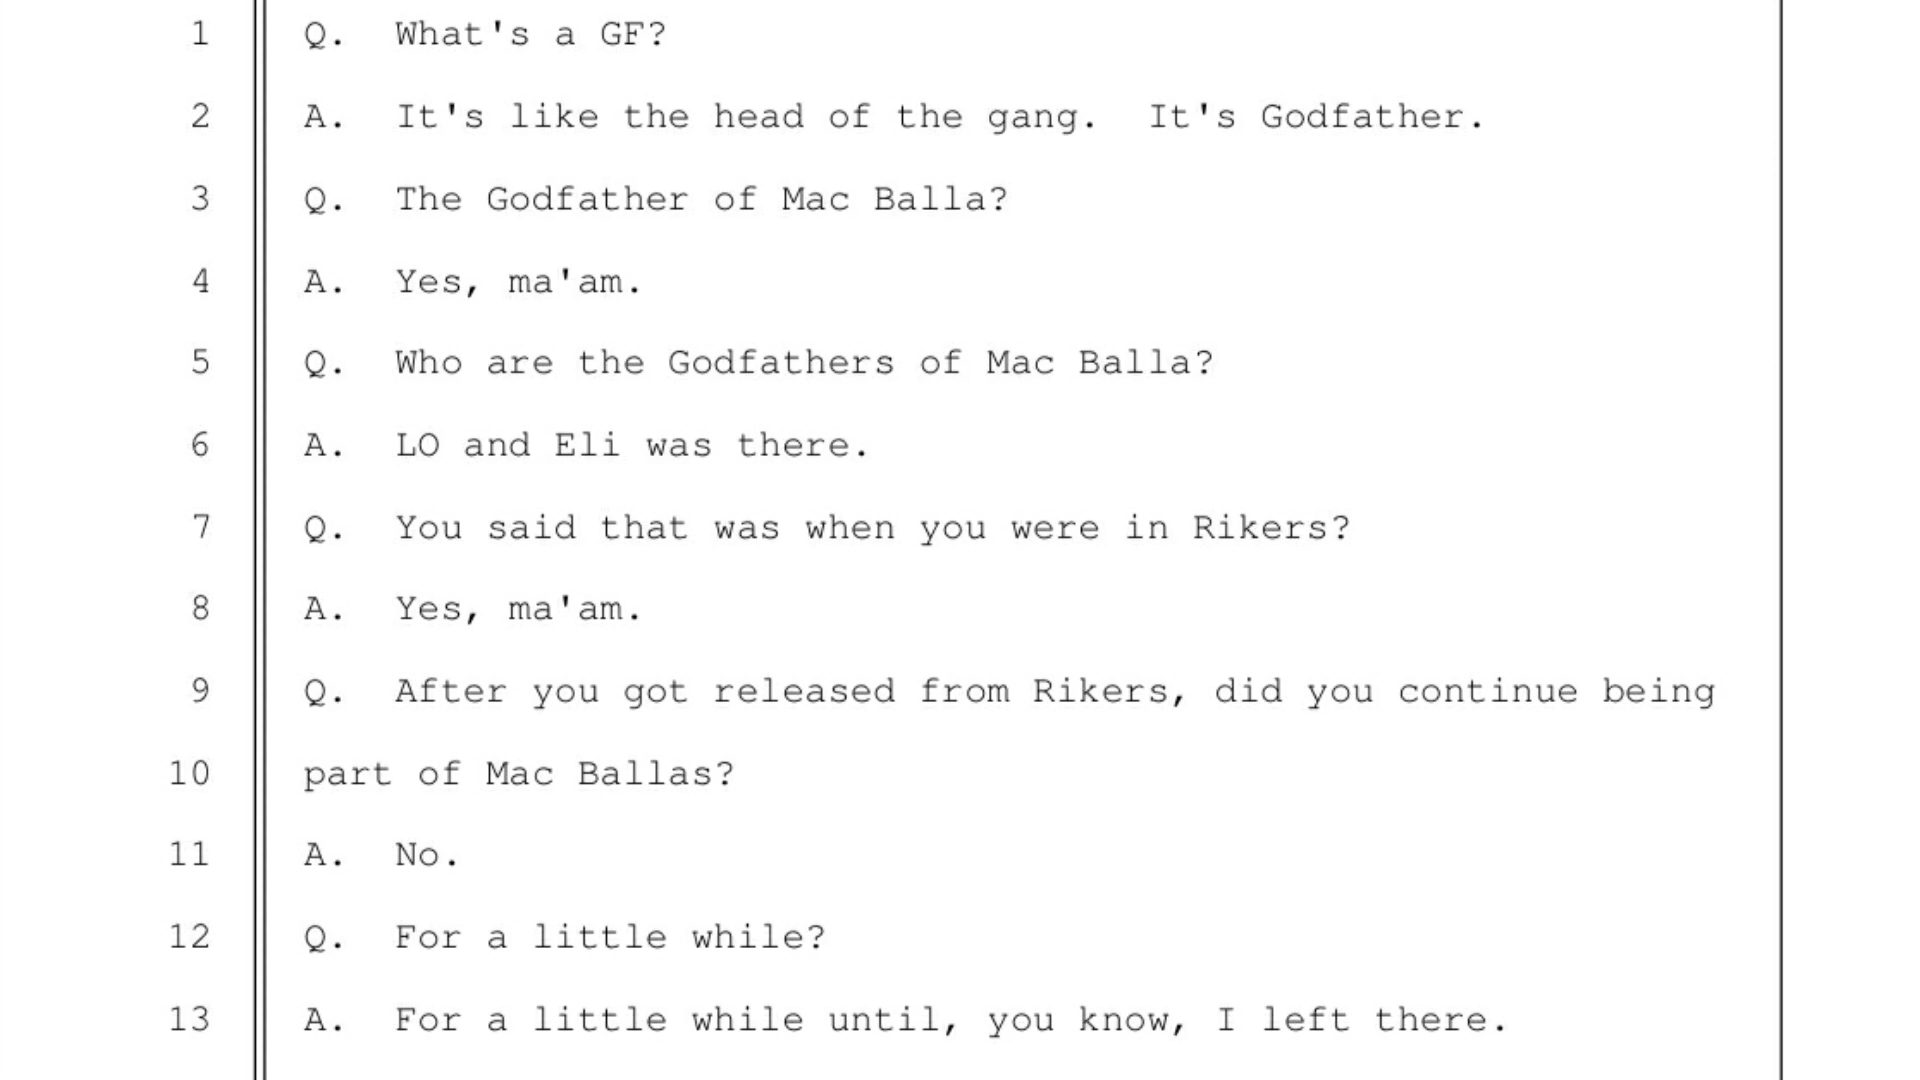 1 Q. What's a GF?
2 A. It's like the head of the gang. It's Godfather.
3 Q. The Godfather of Mac Balla?
4 A. Yes, ma'am.
5 Q. Who are the Godfathers of Mac Balla?
6 A. LO and Eli was there.
7 Q. You said that was when you were in Rikers?
8 A. Yes, ma'am.
9 Q. After you got released from Rikers, did you continue being
10 part of Mac Ballas?
11 A. No.
12 Q. For a little while?
13 A. For a little while until, you know, I left there.